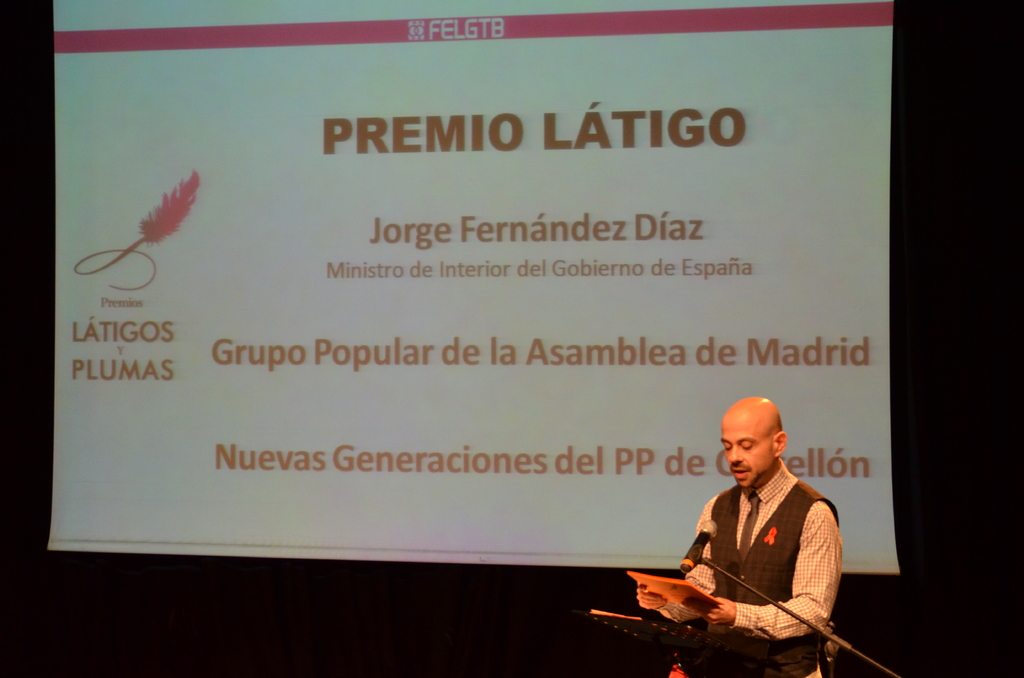 FELGTB
PREMIO LÁTIGO
Jorge Fernández Díaz
Ministro de Interior del Gobierno de España
Premios
LÁTIGOS
Y
PLUMAS
Grupo Popular de la Asamblea de Madrid
Nuevas Generaciones del PP de